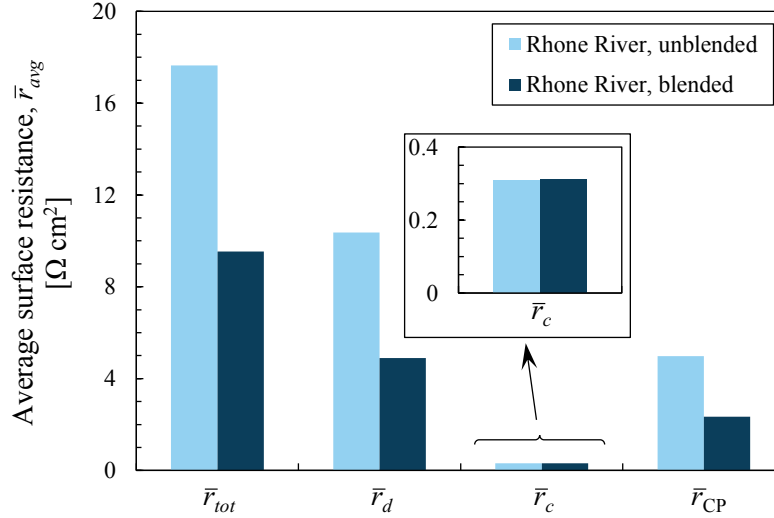 Average surface resistance, r̅avg
[Ω cm²]
20
16
12
8
4
0
Rhone River, unblended
Rhone River, blended
0.4
0.2
0
r̅c
r̅tot
r̅d
r̅c
r̅CP